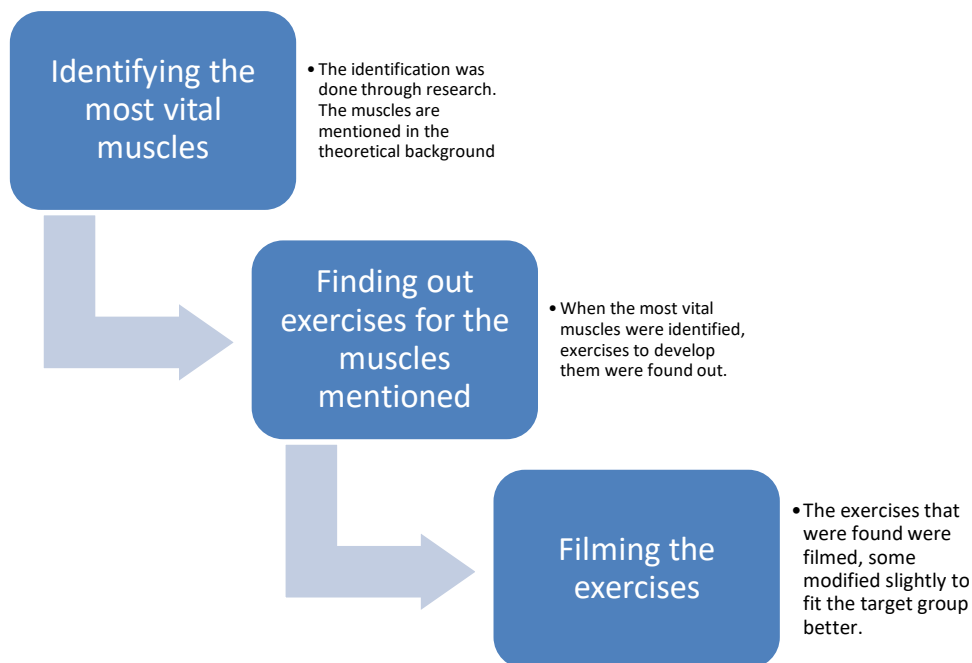 Identifying the
most vital
muscles
• The identification was
done through research.
The muscles are
mentioned in the
theoretical background
Finding out
exercises for the
muscles
mentioned
• When the most vital
muscles were identified,
exercises to develop
them were found out.
Filming the
exercises
• The exercises that
were found were
filmed, some
modified slightly to
fit the target group
better.